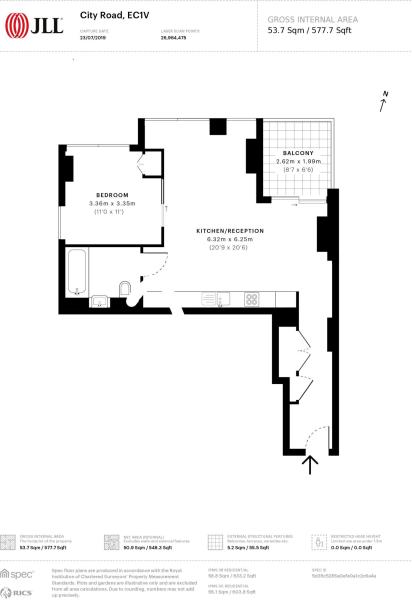 JLL
City Road, EC1V
CAPTURE DATE
23/07/2019
LASER SCAN POINTS
26,964,475
GROSS INTERNAL AREA
53.7 Sqm / 577.7 Sqft
N
BALCONY
2.62m x 1.99m
(8'7 x 6'6)
BEDROOM
3.36m x 3.35m
(11'0 x 11')
KITCHEN/RECEPTION
6.32m x 6.25m
(20'9 x 20'6)
GROSS INTERNAL AREA
The footprint of the property
53.7 Sqm / 577.7 Sqft
NET INTERNAL AREA
Excludes walls and external features
50.9 Sqm / 548.2 Sqft
EXTERNAL STRUCTURAL FEATURES
Balconies, terraces, verandas etc.
5.2 Sqm / 55.5 Sqft
RESTRICTED HEAD HEIGHT
Limited use area under 1.5m
0.0 Sqm / 0.0 Sqft
spec
RICS
Spec floor plans are produced in accordance with the Royal
Institution of Chartered Surveyors' Property Measurement
Standards. Plots and gardens are illustrative only and are excluded
from all area calculations. Due to rounding, numbers may not add
up precisely.
IPMS 3B RESIDENTIAL
58.8 Sqm / 633.2 Sqft
IPMS 3C RESIDENTIAL
56.1 Sqm / 603.8 Sqft
SPEC ID